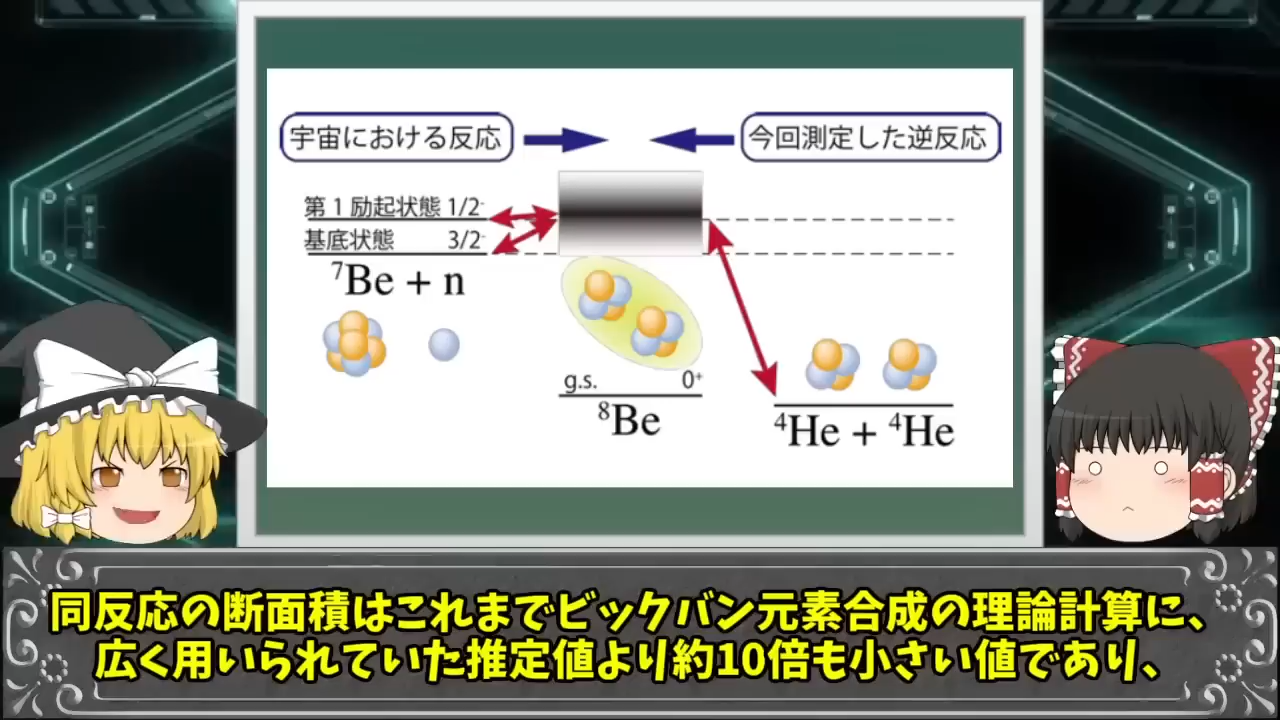 宇宙における反応
今回測定した逆反応
第1励起状態 1/2-
基底状態 3/2-
⁷Be + n
g.s. 0⁺
⁸Be
⁴He + ⁴He
同反応の断面積はこれまでビックバン元素合成の理論計算に、
広く用いられていた推定値より約10倍も小さい値であり、